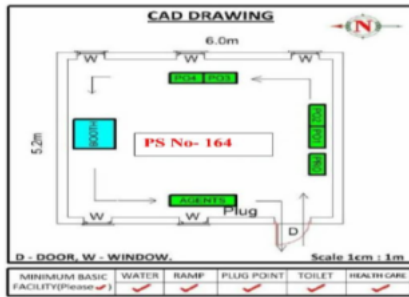 CAD DRAWING
N
6.0m
W W W
PO4 PO3
5.2m
BOOTH
PS No- 164
PO2
PO1
PRO
AGENTS
Plug
W W D
D - DOOR, W - WINDOW. Scale 1cm : 1m
MINIMUM BASIC FACILITY(Please✓) WATER RAMP PLUG POINT TOILET HEALTH CARE